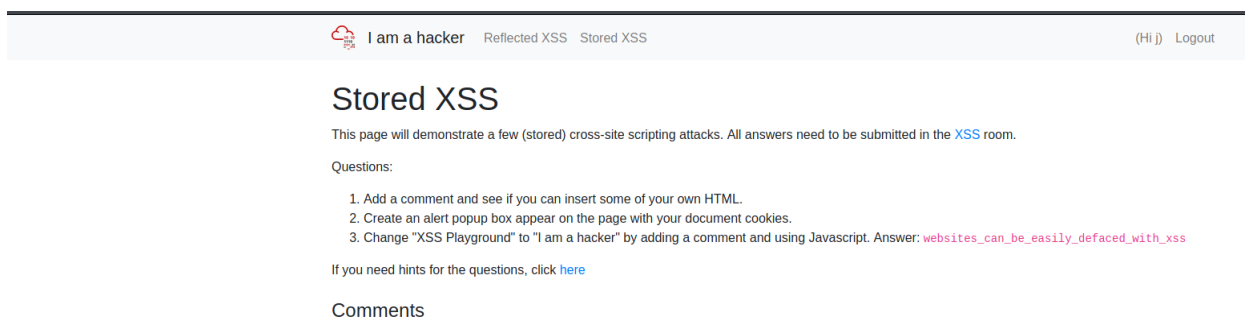 I am a hacker Reflected XSS Stored XSS (Hi j) Logout
Stored XSS
This page will demonstrate a few (stored) cross-site scripting attacks. All answers need to be submitted in the XSS room.
Questions:
1. Add a comment and see if you can insert some of your own HTML.
2. Create an alert popup box appear on the page with your document cookies.
3. Change "XSS Playground" to "I am a hacker" by adding a comment and using Javascript. Answer: websites_can_be_easily_defaced_with_xss
If you need hints for the questions, click here
Comments